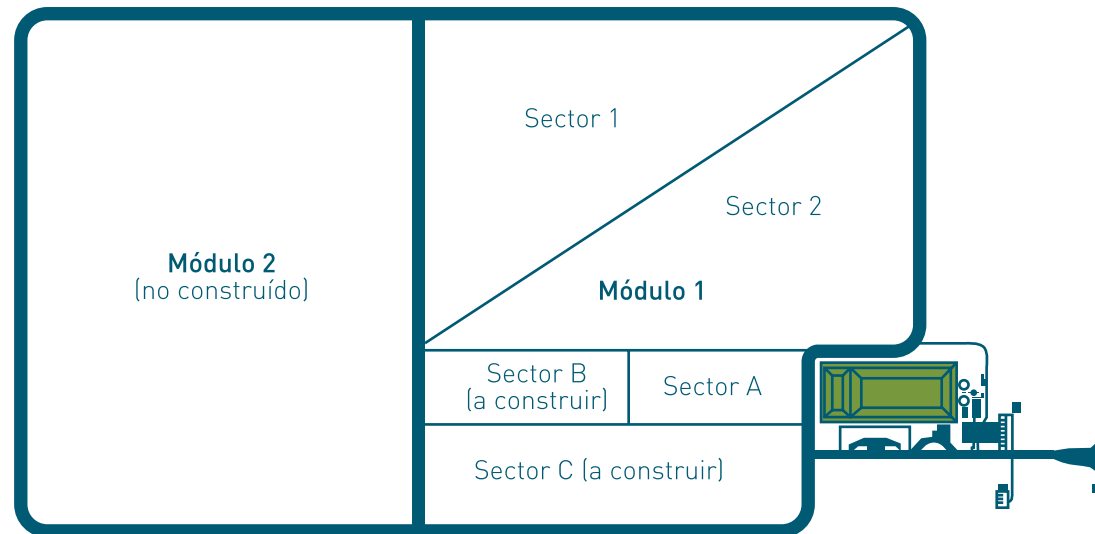 Sector 1
Sector 2
Módulo 2
(no construído)
Módulo 1
Sector B
(a construir)
Sector A
Sector C (a construir)